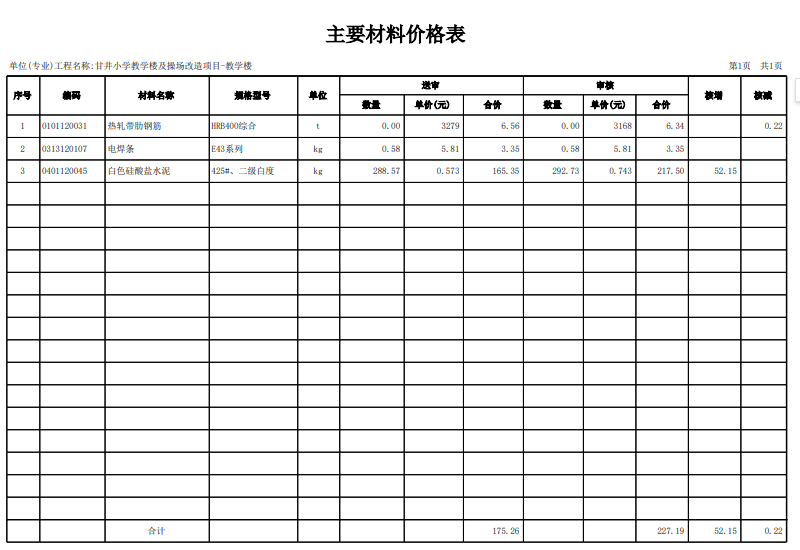 主要材料价格表
单位(专业)工程名称:甘井小学教学楼及操场改造项目-教学楼 第1页 共1页
序号 编码 材料名称 规格型号 单位 送审 审核 核增 核减
数量 单价(元) 合价 数量 单价(元) 合价
1 0101120031 热轧带肋钢筋 HRB400综合 t 0.00 3279 6.56 0.00 3168 6.34 0.22
2 0313120107 电焊条 E43系列 kg 0.58 5.81 3.35 0.58 5.81 3.35
3 0401120045 白色硅酸盐水泥 425#、二级白度 kg 288.57 0.573 165.35 292.73 0.743 217.50 52.15
合计 175.26 227.19 52.15 0.22